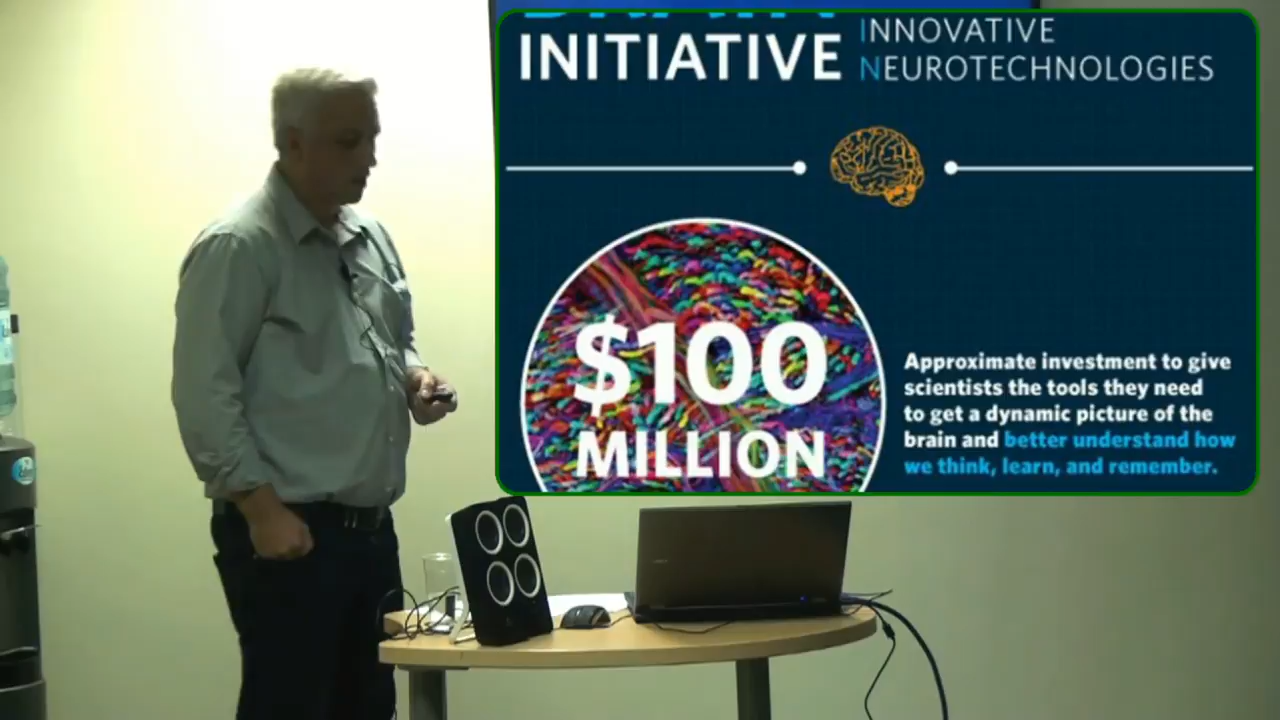 BRAIN
INITIATIVE
INNOVATIVE
NEUROTECHNOLOGIES
$100
MILLION
Approximate investment to give
scientists the tools they need
to get a dynamic picture of the
brain and better understand how
we think, learn, and remember.